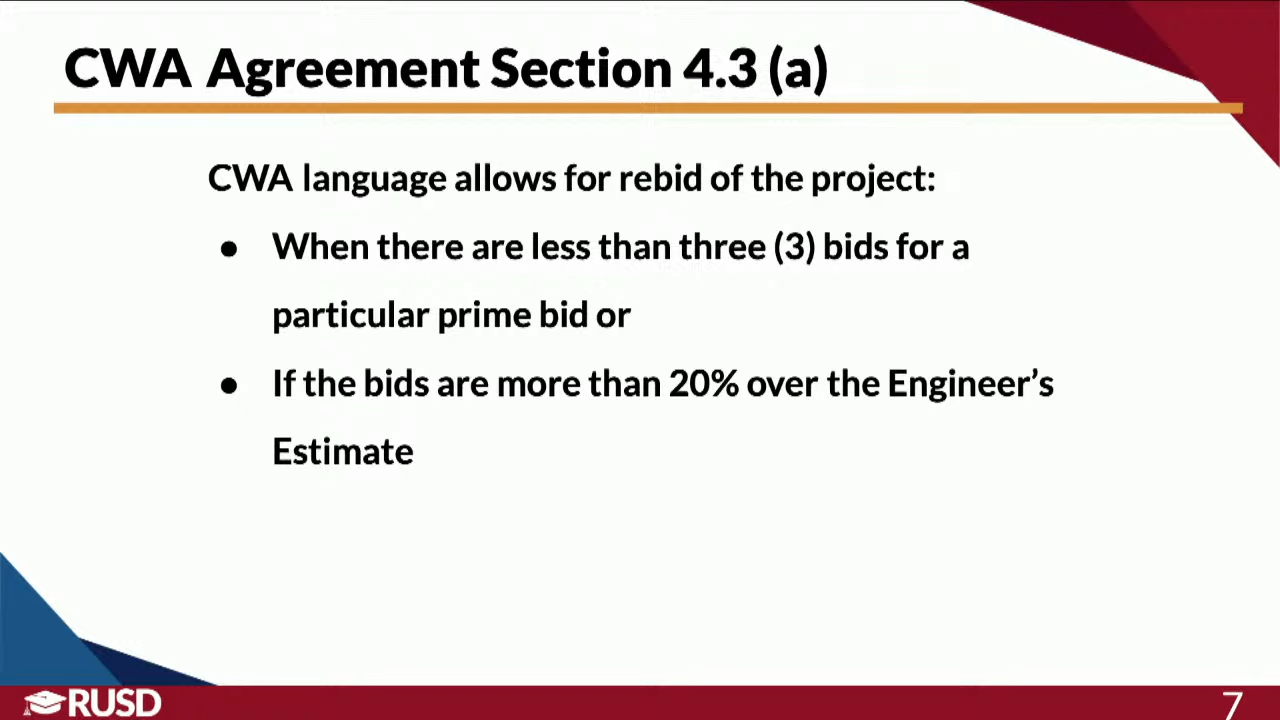 CWA Agreement Section 4.3 (a)
CWA language allows for rebid of the project:
● When there are less than three (3) bids for a
particular prime bid or
● If the bids are more than 20% over the Engineer’s
Estimate
RUSD
7